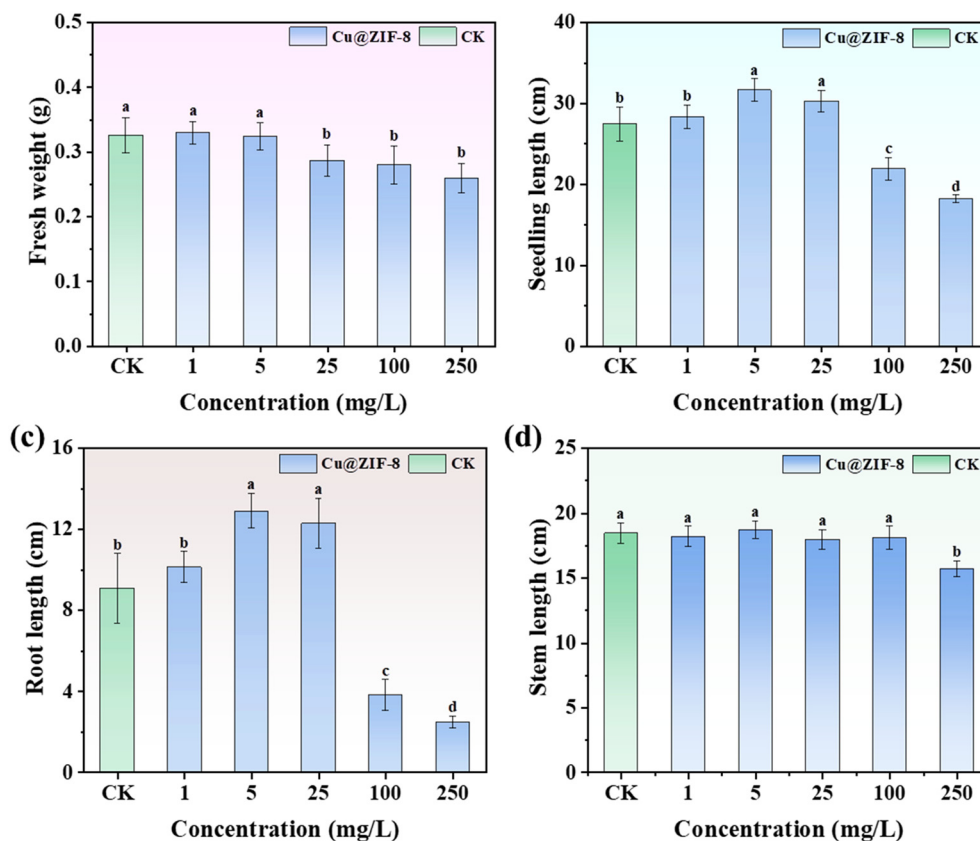 Cu@ZIF-8 CK
Fresh weight (g)
0.5
0.4
0.3
0.2
0.1
0.0
a a a b b b
CK 1 5 25 100 250
Concentration (mg/L)
Cu@ZIF-8 CK
Seedling length (cm)
40
30
20
10
0
b b a a c d
CK 1 5 25 100 250
Concentration (mg/L)
(c)
Cu@ZIF-8 CK
Root length (cm)
16
12
8
4
0
b b a a c d
CK 1 5 25 100 250
Concentration (mg/L)
(d)
Cu@ZIF-8 CK
Stem length (cm)
25
20
15
10
5
0
a a a a a b
CK 1 5 25 100 250
Concentration (mg/L)